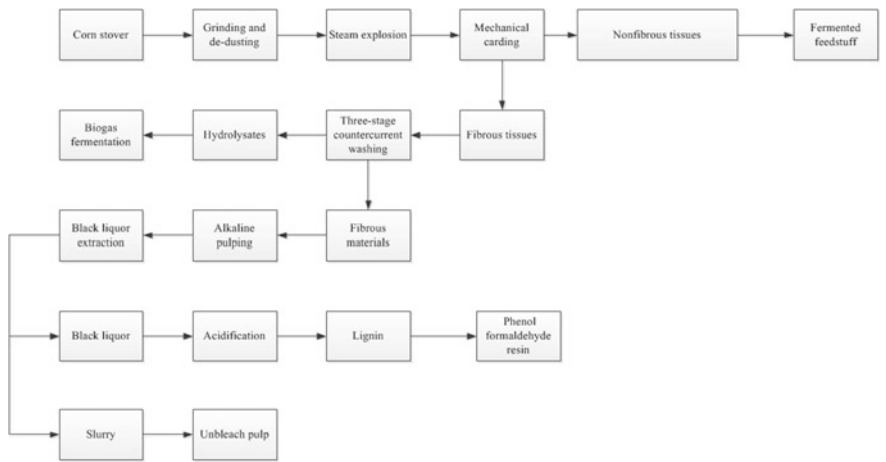 Corn stover
Grinding and
de-dusting
Steam explosion
Mechanical
carding
Nonfibrous tissues
Fermented
feedstuff
Biogas
fermentation
Hydrolysates
Three-stage
countercurrent
washing
Fibrous tissues
Black liquor
extraction
Alkaline
pulping
Fibrous
materials
Black liquor
Acidification
Lignin
Phenol
formaldehyde
resin
Slurry
Unbleach pulp